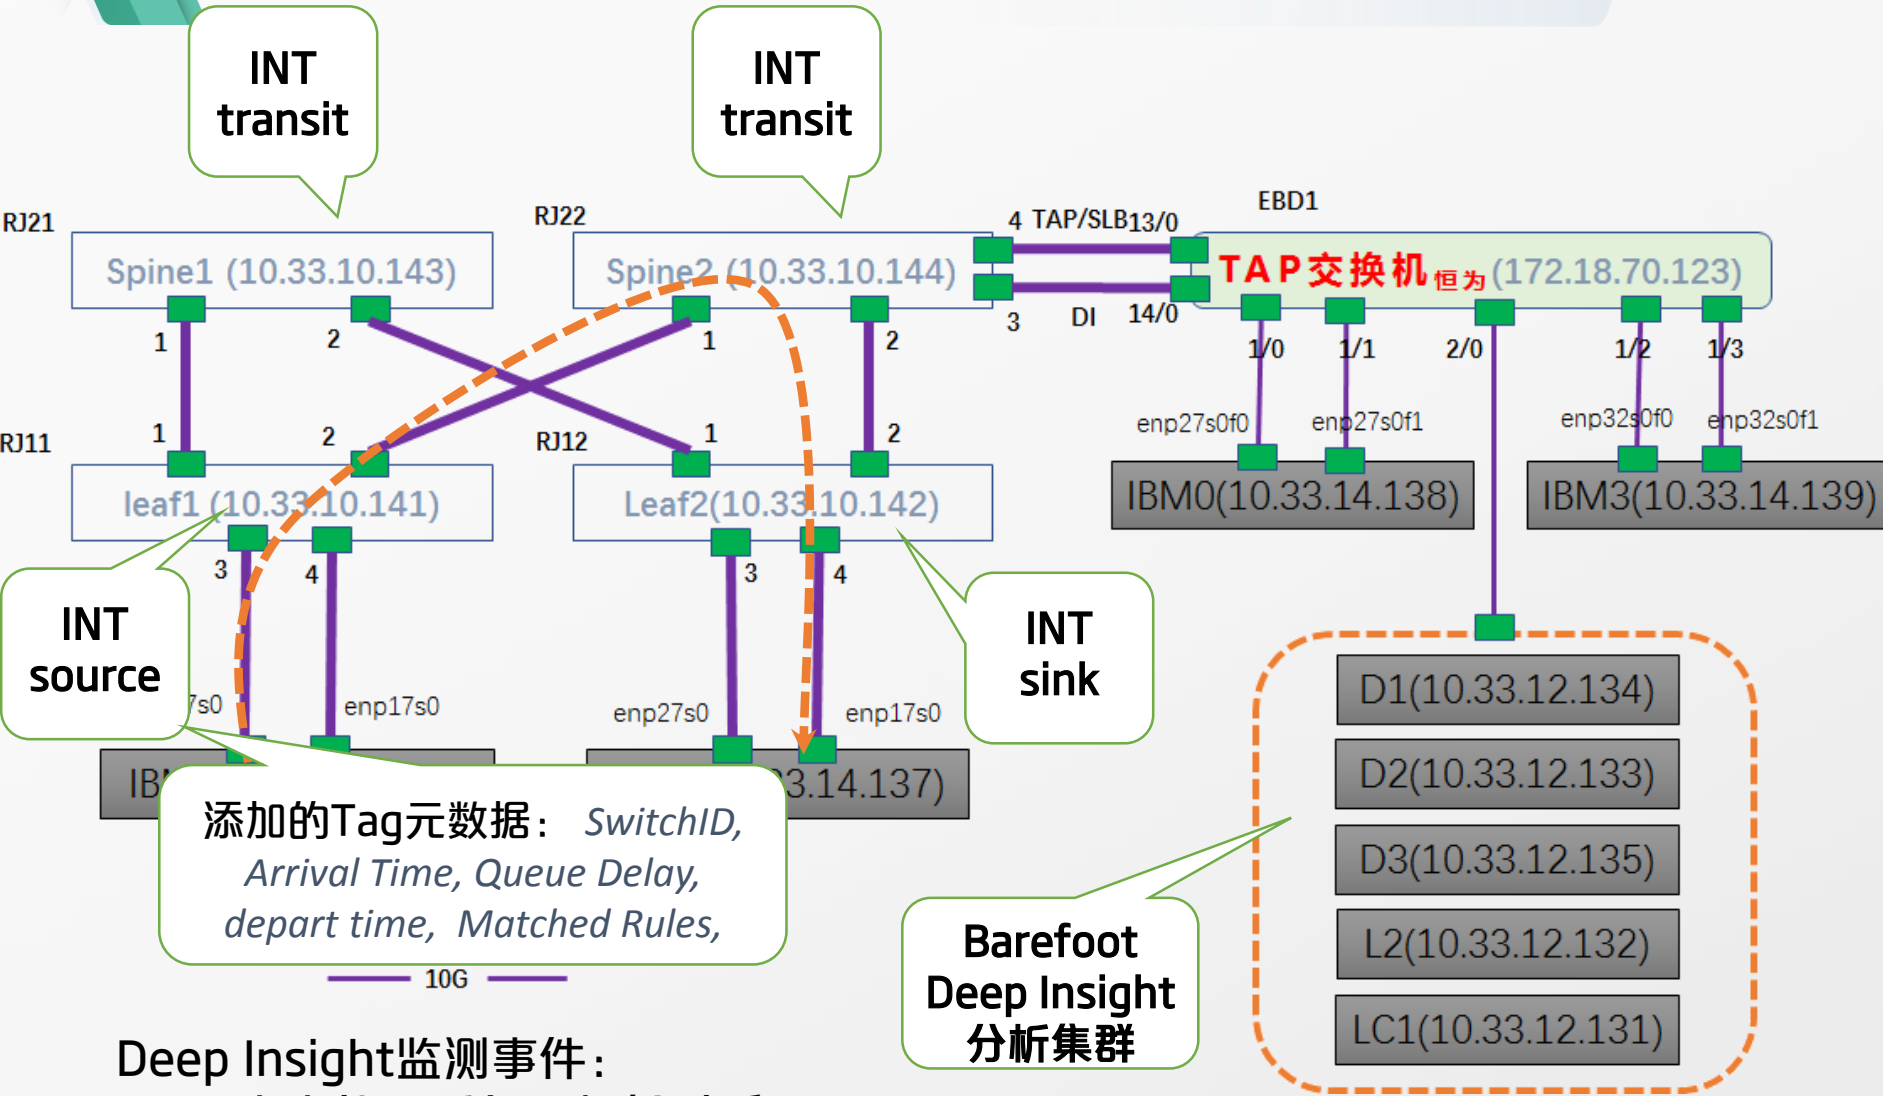 INT
transit
INT
transit
RJ21
RJ22
EBD1
4 TAP/SLB 13/0
Spine1 (10.33.10.143)
Spine2 (10.33.10.144)
TAP交换机 恒为 (172.18.70.123)
3 DI 14/0
1 2 1 2
1/0 1/1 2/0 1/2 1/3
enp27s0f0 enp27s0f1 enp32s0f0 enp32s0f1
1 2 1 2
RJ11
RJ12
leaf1 (10.33.10.141)
Leaf2(10.33.10.142)
IBM0(10.33.14.138)
IBM3(10.33.14.139)
3 4 3 4
INT
source
INT
sink
7s0 enp17s0 enp27s0 enp17s0
3.14.137)
添加的Tag元数据： SwitchID,
Arrival Time, Queue Delay,
depart time, Matched Rules,
10G
D1(10.33.12.134)
D2(10.33.12.133)
D3(10.33.12.135)
L2(10.33.12.132)
LC1(10.33.12.131)
Barefoot
Deep Insight
分析集群
Deep Insight监测事件：